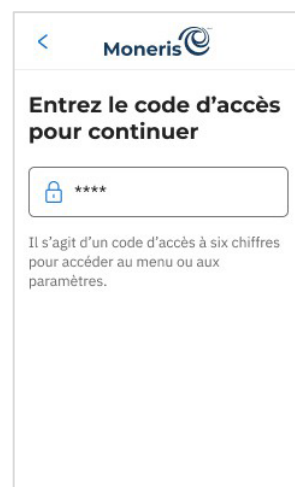 Moneris
Entrez le code d’accès
pour continuer
****
Il s’agit d’un code d’accès à six chiffres
pour accéder au menu ou aux
paramètres.